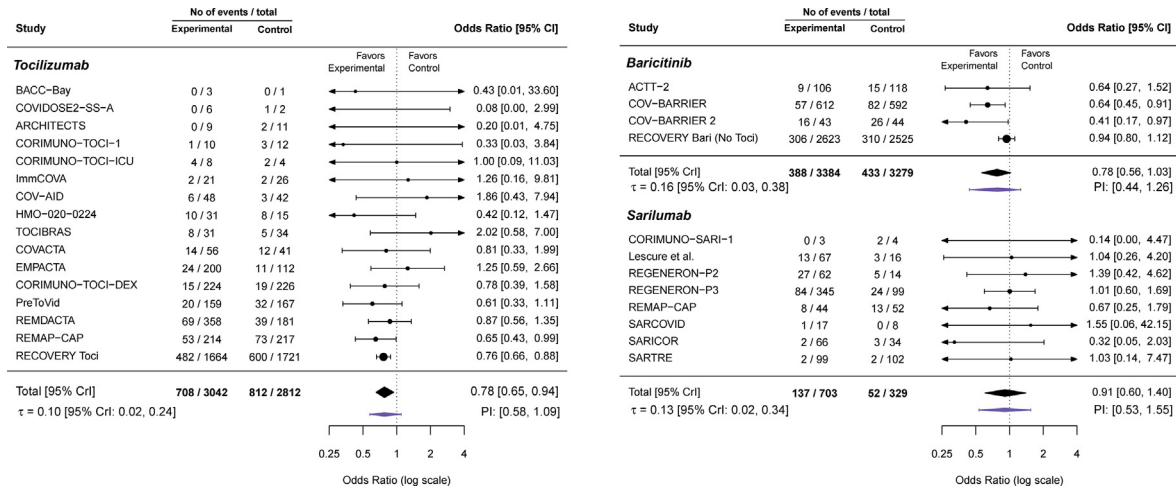 No of events / total
Study Experimental Control Odds Ratio [95% CI]
Favors Experimental Favors Control
Tocilizumab
BACC-Bay 0 / 3 0 / 1 0.43 [0.01, 33.60]
COVIDOSE2-SS-A 0 / 6 1 / 2 0.08 [0.00, 2.99]
ARCHITECTS 0 / 9 2 / 11 0.20 [0.01, 4.75]
CORIMUNO-TOCI-1 1 / 10 3 / 12 0.33 [0.03, 3.84]
CORIMUNO-TOCI-ICU 4 / 8 2 / 4 1.00 [0.09, 11.03]
ImmCOVA 2 / 21 2 / 26 1.26 [0.16, 9.81]
COV-AID 6 / 48 3 / 42 1.86 [0.43, 7.94]
HMO-020-0224 10 / 31 8 / 15 0.42 [0.12, 1.47]
TOCIBRAS 8 / 31 5 / 34 2.02 [0.58, 7.00]
COVACTA 14 / 56 12 / 41 0.81 [0.33, 1.99]
EMPACTA 24 / 200 11 / 112 1.25 [0.59, 2.66]
CORIMUNO-TOCI-DEX 15 / 224 19 / 226 0.78 [0.39, 1.58]
PreToVid 20 / 159 32 / 167 0.61 [0.33, 1.11]
REMDACTA 69 / 358 39 / 181 0.87 [0.56, 1.35]
REMAP-CAP 53 / 214 73 / 217 0.65 [0.43, 0.99]
RECOVERY Toci 482 / 1664 600 / 1721 0.76 [0.66, 0.88]
Total [95% CrI] 708 / 3042 812 / 2812 0.78 [0.65, 0.94]
τ = 0.10 [95% CrI: 0.02, 0.24] PI: [0.58, 1.09]
0.25 0.5 1 2 4
Odds Ratio (log scale)
No of events / total
Study Experimental Control Odds Ratio [95% CI]
Favors Experimental Favors Control
Baricitinib
ACTT-2 9 / 106 15 / 118 0.64 [0.27, 1.52]
COV-BARRIER 57 / 612 82 / 592 0.64 [0.45, 0.91]
COV-BARRIER 2 16 / 43 26 / 44 0.41 [0.17, 0.97]
RECOVERY Bari (No Toci) 306 / 2623 310 / 2525 0.94 [0.80, 1.12]
Total [95% CrI] 388 / 3384 433 / 3279 0.78 [0.56, 1.03]
τ = 0.16 [95% CrI: 0.03, 0.38] PI: [0.44, 1.26]
Sarilumab
CORIMUNO-SARI-1 0 / 3 2 / 4 0.14 [0.00, 4.47]
Lescure et al. 13 / 67 3 / 16 1.04 [0.26, 4.20]
REGENERON-P2 27 / 62 5 / 14 1.39 [0.42, 4.62]
REGENERON-P3 84 / 345 24 / 99 1.01 [0.60, 1.69]
REMAP-CAP 8 / 44 13 / 52 0.67 [0.25, 1.79]
SARCOVID 1 / 17 0 / 8 1.55 [0.06, 42.15]
SARICOR 2 / 66 3 / 34 0.32 [0.05, 2.03]
SARTRE 2 / 99 2 / 102 1.03 [0.14, 7.47]
Total [95% CrI] 137 / 703 52 / 329 0.91 [0.60, 1.40]
τ = 0.13 [95% CrI: 0.02, 0.34] PI: [0.53, 1.55]
0.25 0.5 1 2 4
Odds Ratio (log scale)